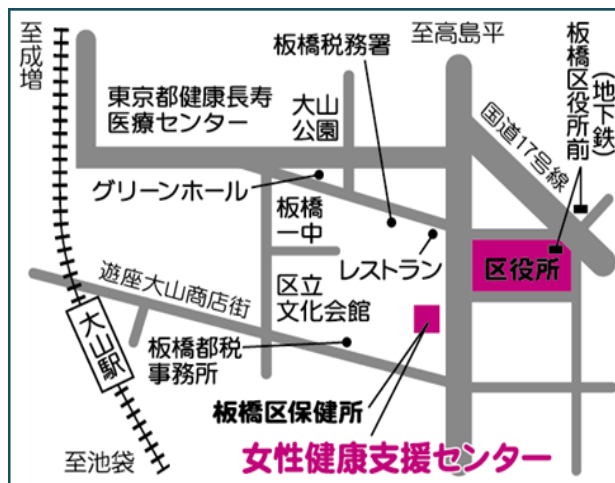 至成増
東京都健康長寿
医療センター
大山
公園
板橋税務署
至高島平
板橋区役所前
(地下鉄)
国道17号線
グリーンホール
板橋
一中
レストラン
区役所
遊座大山商店街
区立
文化会館
大山駅
板橋都税
事務所
板橋区保健所
女性健康支援センター
至池袋